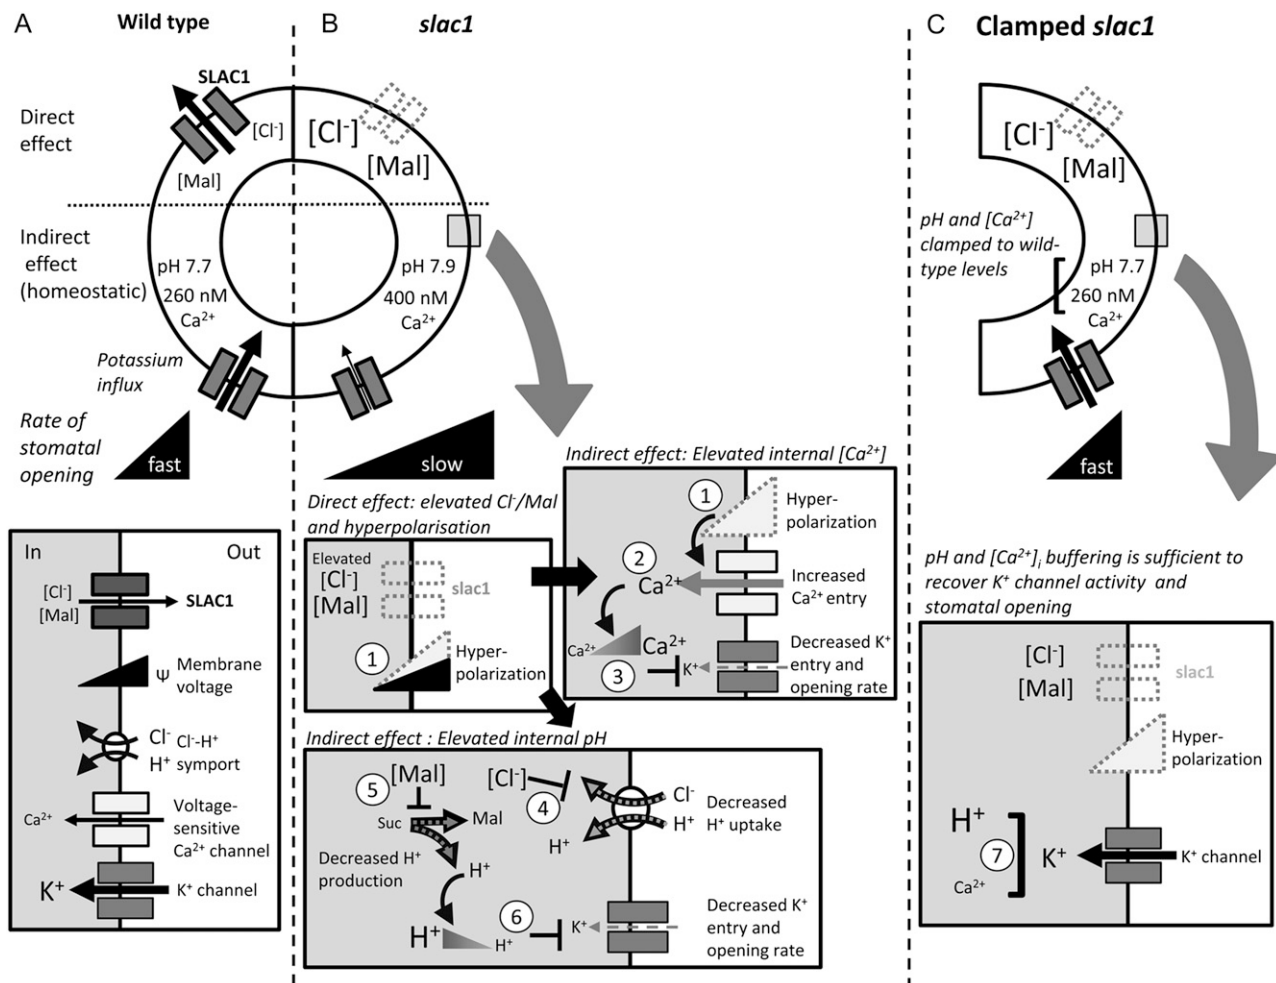 A
Wild type
SLAC1
Direct
effect
[Cl⁻]
[Mal]
Indirect
effect
(homeostatic)
pH 7.7
260 nM
Ca²⁺
Potassium
influx
Rate of
stomatal
opening
fast
In
Out
[Cl⁻]
[Mal]
SLAC1
Ψ
Membrane
voltage
Cl⁻
H⁺
Cl⁻-H⁺
symport
Ca²⁺
Voltage-
sensitive
Ca²⁺ channel
K⁺
K⁺ channel
B
slac1
[Cl⁻]
[Mal]
pH 7.9
400 nM
Ca²⁺
slow
Direct effect: elevated Cl⁻/Mal
and hyperpolarisation
Elevated
[Cl⁻]
[Mal]
slac1
1
Hyper-
polarization
Indirect effect: Elevated internal [Ca²⁺]
1
Hyper-
polarization
2
Ca²⁺
Increased
Ca²⁺ entry
Ca²⁺
Ca²⁺
3
K⁺
Decreased K⁺
entry and
opening rate
Indirect effect : Elevated internal pH
5
[Mal]
[Cl⁻]
4
Suc
Mal
Cl⁻
H⁺
Decreased
H⁺ uptake
H⁺
Decreased H⁺
production
H⁺
H⁺
H⁺
6
K⁺
Decreased K⁺
entry and
opening rate
C
Clamped slac1
[Cl⁻]
[Mal]
pH and [Ca²⁺]
clamped to wild-
type levels
pH 7.7
260 nM
Ca²⁺
fast
pH and [Ca²⁺]ᵢ buffering is sufficient to
recover K⁺ channel activity and
stomatal opening
[Cl⁻]
[Mal]
slac1
Hyper-
polarization
H⁺
Ca²⁺
7
K⁺
K⁺ channel